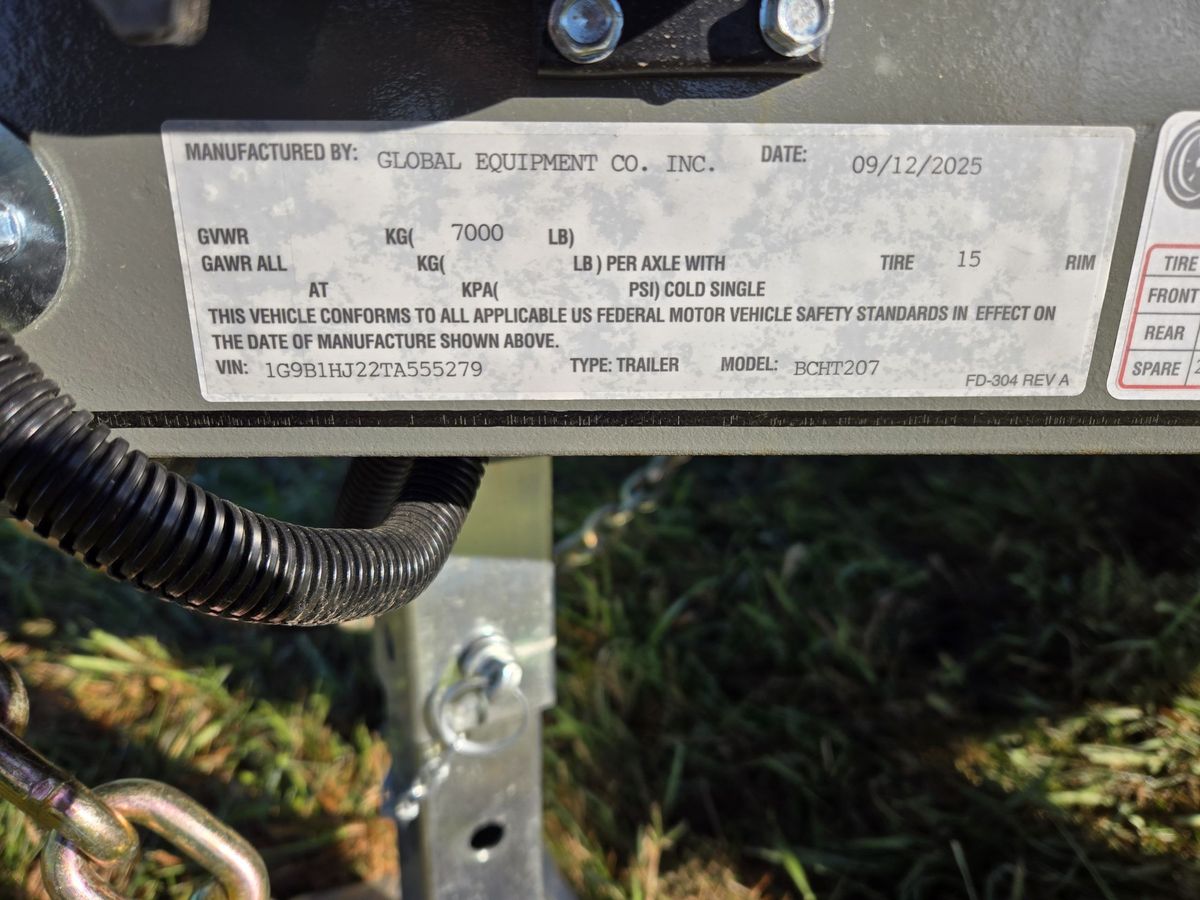 MANUFACTURED BY: GLOBAL EQUIPMENT CO. INC. DATE: 09/12/2025
GVWR KG( 7000 LB)
GAWR ALL KG( LB ) PER AXLE WITH TIRE 15 RIM
AT KPA( PSI) COLD SINGLE
THIS VEHICLE CONFORMS TO ALL APPLICABLE US FEDERAL MOTOR VEHICLE SAFETY STANDARDS IN EFFECT ON
THE DATE OF MANUFACTURE SHOWN ABOVE.
VIN: 1G9B1HJ22TA555279 TYPE: TRAILER MODEL: BCHT207
FD-304 REV A
TIRE
FRONT
REAR
SPARE 2